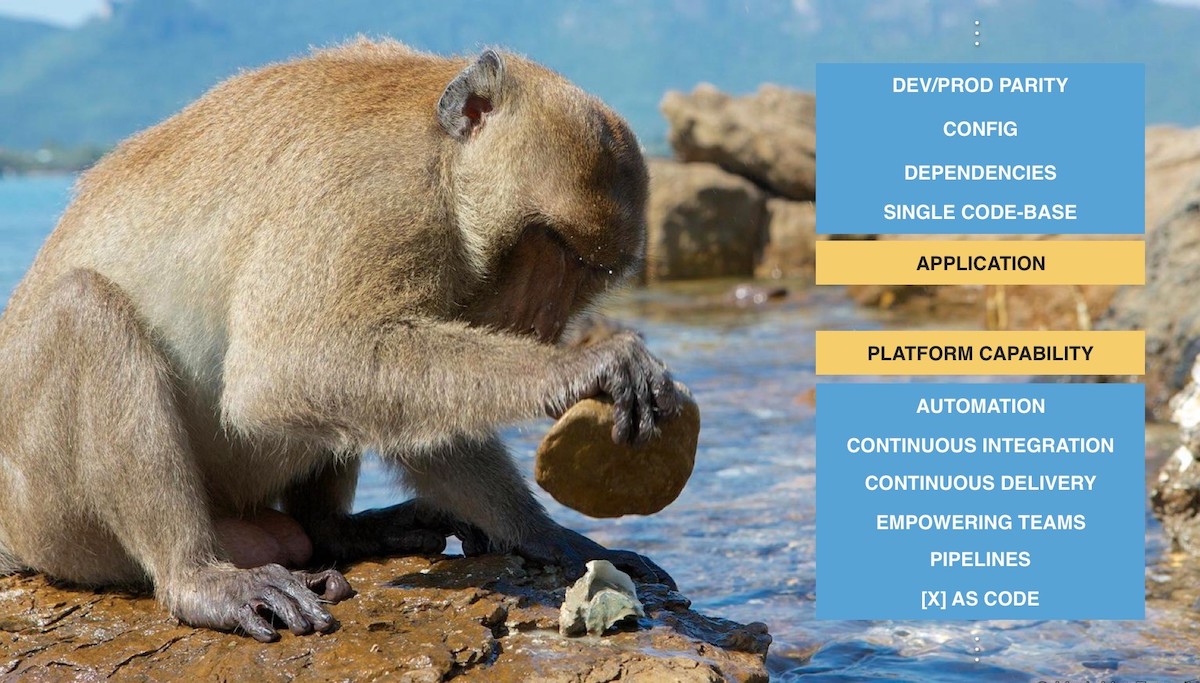 DEV/PROD PARITY
CONFIG
DEPENDENCIES
SINGLE CODE-BASE
APPLICATION
PLATFORM CAPABILITY
AUTOMATION
CONTINUOUS INTEGRATION
CONTINUOUS DELIVERY
EMPOWERING TEAMS
PIPELINES
[X] AS CODE